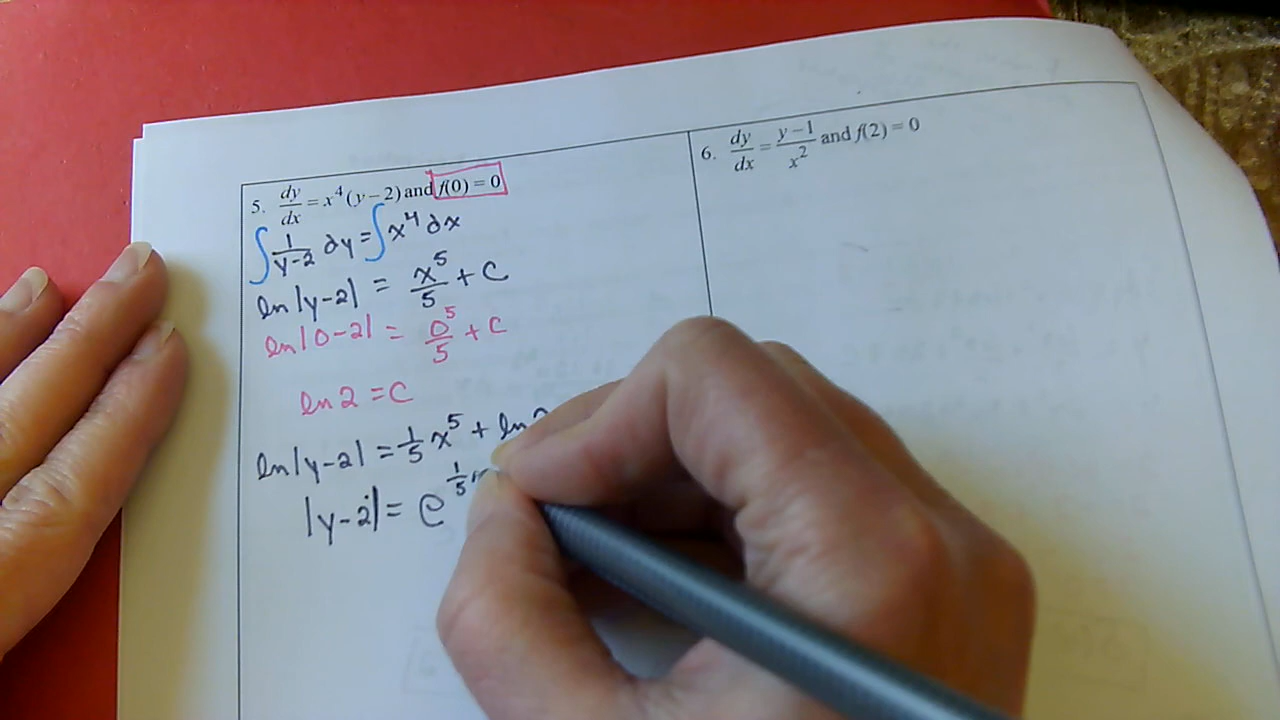 5. dy/dx = x⁴(y − 2) and f(0) = 0
∫ 1/(y-2) dy = ∫ x⁴ dx
ln|y-2| = x⁵/5 + C
ln|0-2| = 0⁵/5 + C
ln 2 = C
ln|y-2| = 1/5 x⁵ + ln
|y-2| = e^(1/5
6. dy/dx = (y − 1)/x² and f(2) = 0